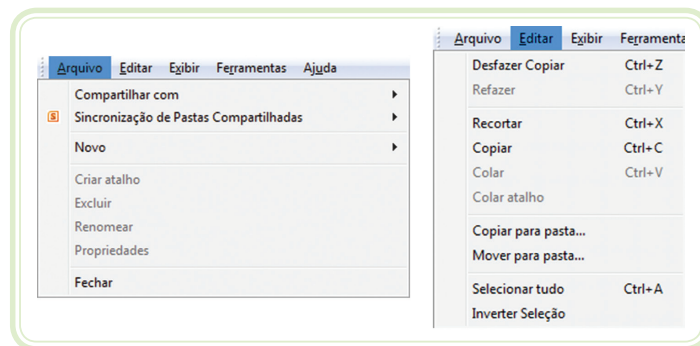 Arquivo Editar Exibir Ferramentas Ajuda
Compartilhar com
S Sincronização de Pastas Compartilhadas
Novo
Criar atalho
Excluir
Renomear
Propriedades
Fechar
Arquivo Editar Exibir Ferramenta
Desfazer Copiar Ctrl+Z
Refazer Ctrl+Y
Recortar Ctrl+X
Copiar Ctrl+C
Colar Ctrl+V
Colar atalho
Copiar para pasta...
Mover para pasta...
Selecionar tudo Ctrl+A
Inverter Seleção